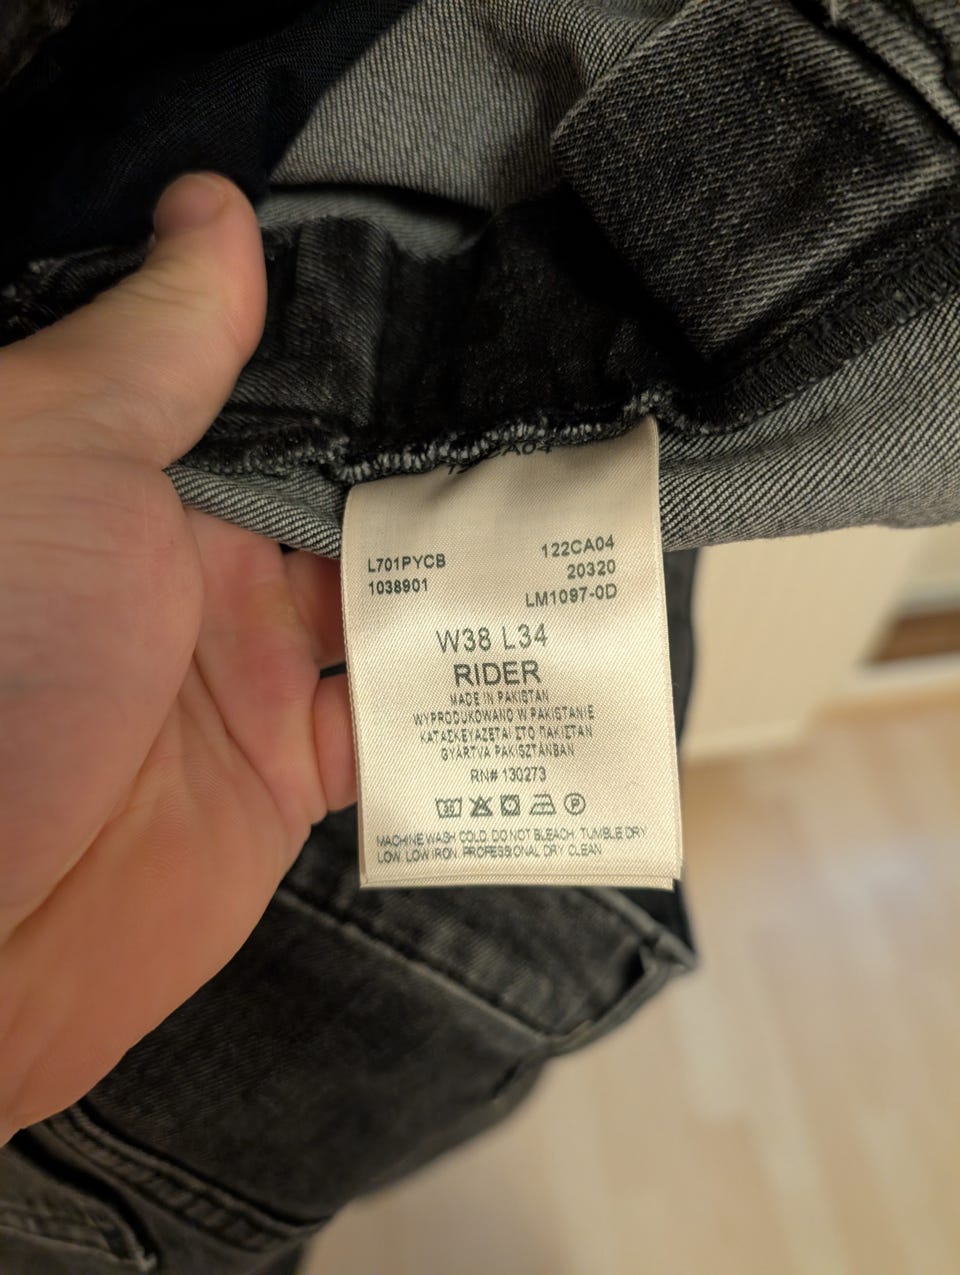 L701PYCB 122CA04
1038901 20320
LM1097-0D
W38 L34
RIDER
MADE IN PAKISTAN
WYPRODUKOWANO W PAKISTANIE
ΚΑΤΑΣΚΕΥΑΖΕΤΑΙ ΣΤΟ ΠΑΚΙΣΤΑΝ
GYÁRTVA PAKISZTÁNBAN
RN# 130273
30 P
MACHINE WASH COLD. DO NOT BLEACH. TUMBLE DRY
LOW. LOW IRON. PROFESSIONAL DRY CLEAN